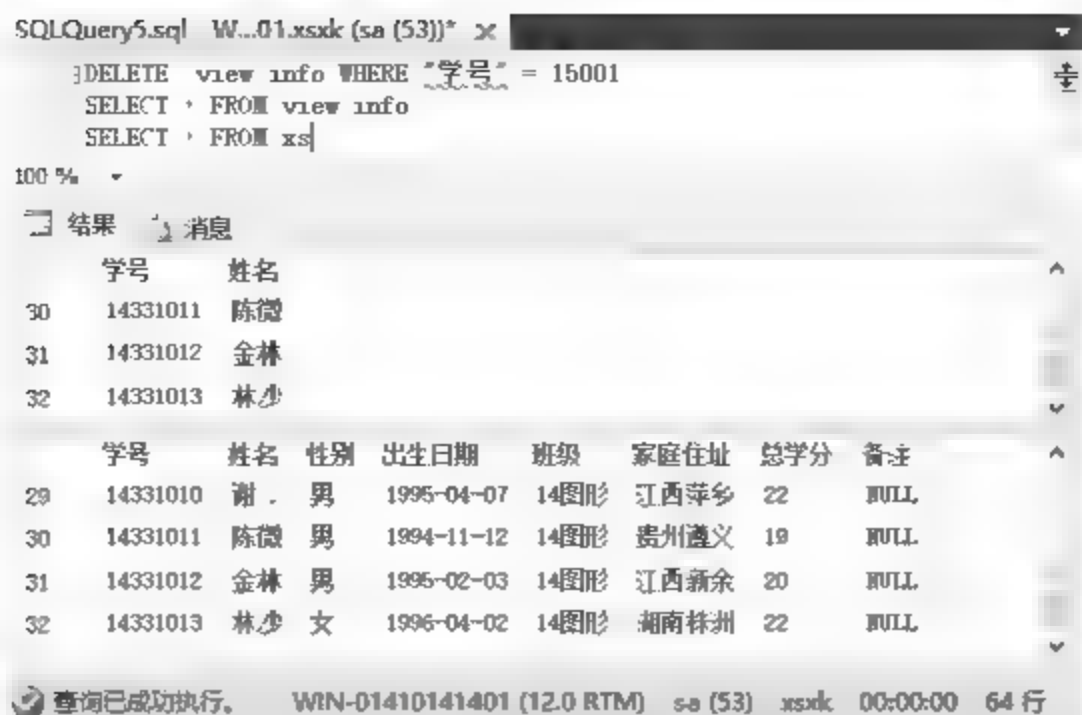 SQLQuery5.sql W...01.xsxk (sa (53))* ×
DELETE view info WHERE "学号" = 15001
SELECT * FROM view info
SELECT * FROM xs
100 %
结果 消息
学号 姓名
30 14331011 陈微
31 14331012 金林
32 14331013 林少
学号 姓名 性别 出生日期 班级 家庭住址 总学分 备注
29 14331010 谢 . 男 1995-04-07 14图形 江西萍乡 22 NULL
30 14331011 陈微 男 1994-11-12 14图形 贵州遵义 19 NULL
31 14331012 金林 男 1995-02-03 14图形 江西新余 20 NULL
32 14331013 林少 女 1996-04-02 14图形 湖南株洲 22 NULL
查询已成功执行。 WIN-01410141401 (12.0 RTM) sa (53) xsxk 00:00:00 64 行